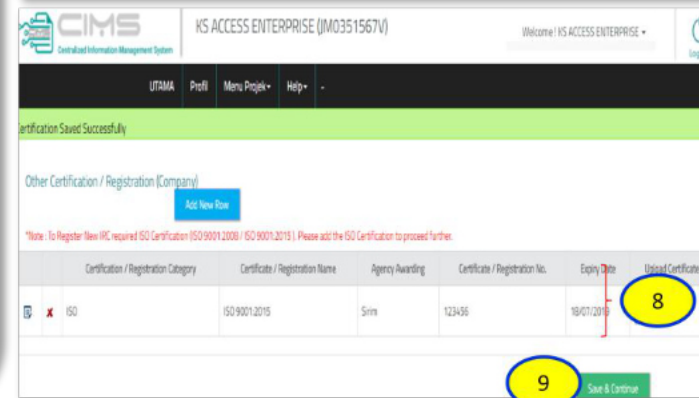 CIMS
Centralized Information Management System
KS ACCESS ENTERPRISE (JM0351567V)
Welcome ! KS ACCESS ENTERPRISE
UTAMA Profil Menu Projek Help -
Certification Saved Successfully
Other Certification / Registration (Company)
Add New Row
*Note : To Register New IRC required ISO Certification (ISO 9001:2008 / ISO 9001:2015 ). Please add the ISO Certification to proceed further.
Certification / Registration Category Certificate / Registration Name Agency Awarding Certificate / Registration No. Expiry Date Upload Certificate
ISO ISO 9001:2015 Sirim 123456 18/07/2019
8
9
Save & Continue